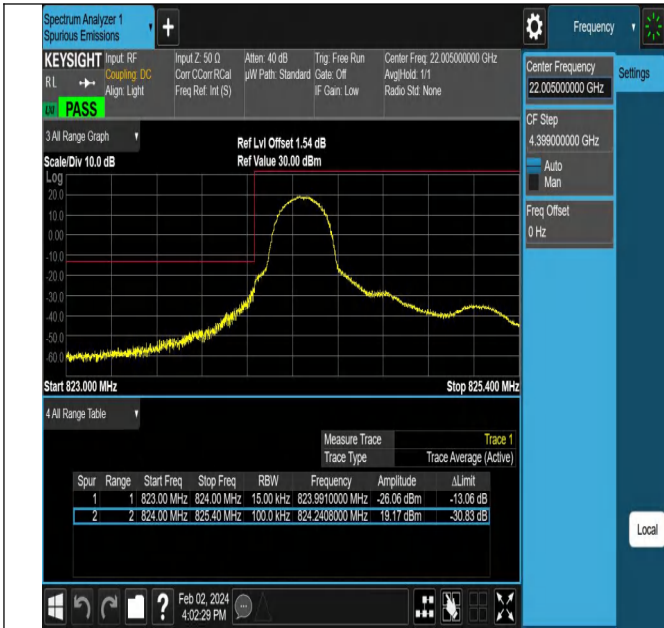 Spectrum Analyzer 1
Spurious Emissions
Frequency
KEYSIGHT Input: RF Input Z: 50 Ω Atten: 40 dB Trig: Free Run Center Freq: 22.005000000 GHz
RL Coupling: DC Corr CCorr RCal µW Path: Standard Gate: Off Avg|Hold: 1/1
Align: Light Freq Ref: Int (S) IF Gain: Low Radio Std: None
LXI PASS
Center Frequency
22.005000000 GHz
Settings
CF Step
4.399000000 GHz
Auto
Man
Freq Offset
0 Hz
3 All Range Graph
Ref Lvl Offset 1.54 dB
Scale/Div 10.0 dB Ref Value 30.00 dBm
Log
20.0
10.0
0.00
-10.0
-20.0
-30.0
-40.0
-50.0
-60.0
Start 823.000 MHz Stop 825.400 MHz
4 All Range Table
Measure Trace Trace 1
Trace Type Trace Average (Active)
Spur Range Start Freq Stop Freq RBW Frequency Amplitude ΔLimit
1 1 823.00 MHz 824.00 MHz 15.00 kHz 823.9910000 MHz -26.06 dBm -13.06 dB
2 2 824.00 MHz 825.40 MHz 100.0 kHz 824.2408000 MHz 19.17 dBm -30.83 dB
Local
Feb 02, 2024
4:02:29 PM